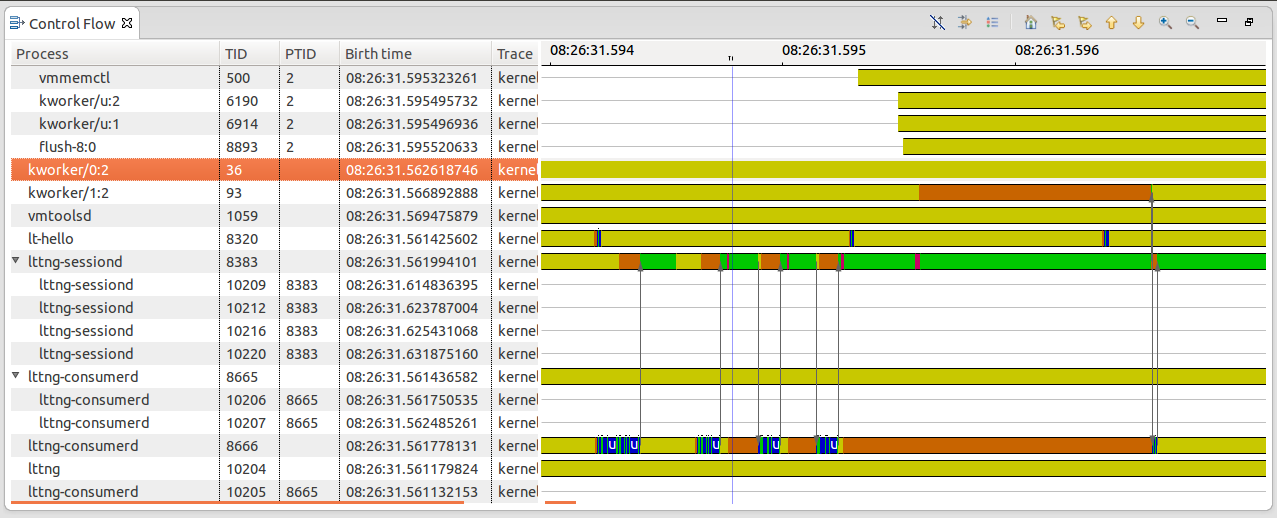 Control Flow
Process TID PTID Birth time Trace 08:26:31.594 08:26:31.595 08:26:31.596
T1
vmmemctl 500 2 08:26:31.595323261 kernel
kworker/u:2 6190 2 08:26:31.595495732 kernel
kworker/u:1 6914 2 08:26:31.595496936 kernel
flush-8:0 8893 2 08:26:31.595520633 kernel
kworker/0:2 36 08:26:31.562618746 kernel
kworker/1:2 93 08:26:31.566892888 kernel
vmtoolsd 1059 08:26:31.569475879 kernel
lt-hello 8320 08:26:31.561425602 kernel
lttng-sessiond 8383 08:26:31.561994101 kernel
lttng-sessiond 10209 8383 08:26:31.614836395 kernel
lttng-sessiond 10212 8383 08:26:31.623787004 kernel
lttng-sessiond 10216 8383 08:26:31.625431068 kernel
lttng-sessiond 10220 8383 08:26:31.631875160 kernel
lttng-consumerd 8665 08:26:31.561436582 kernel
lttng-consumerd 10206 8665 08:26:31.561750535 kernel
lttng-consumerd 10207 8665 08:26:31.562485261 kernel
lttng-consumerd 8666 08:26:31.561778131 kernel U U U U U
lttng 10204 08:26:31.561179824 kernel
lttng-consumerd 10205 8665 08:26:31.561132153 kernel